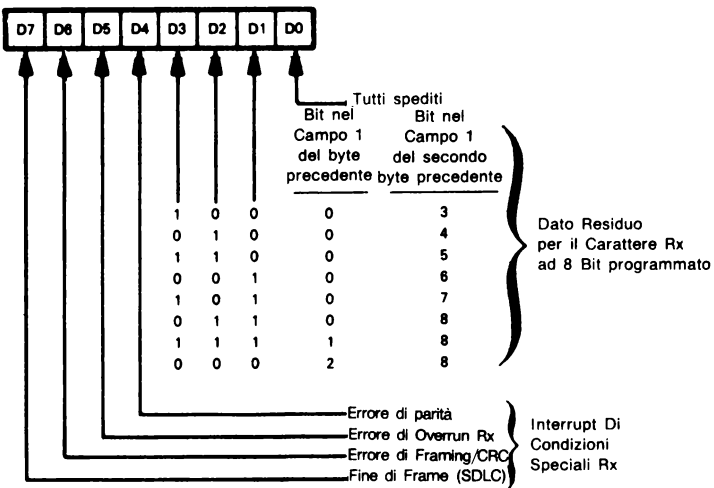 D7 D6 D5 D4 D3 D2 D1 D0
Tutti spediti
Bit nel Bit nel
Campo 1 Campo 1
del byte del secondo
precedente byte precedente
1 0 0 0 3
0 1 0 0 4
1 1 0 0 5
0 0 1 0 6
1 0 1 0 7
0 1 1 0 8
1 1 1 1 8
0 0 0 2 8
Dato Residuo
per il Carattere Rx
ad 8 Bit programmato
Errore di parità
Errore di Overrun Rx
Errore di Framing/CRC
Fine di Frame (SDLC)
Interrupt Di
Condizioni
Speciali Rx